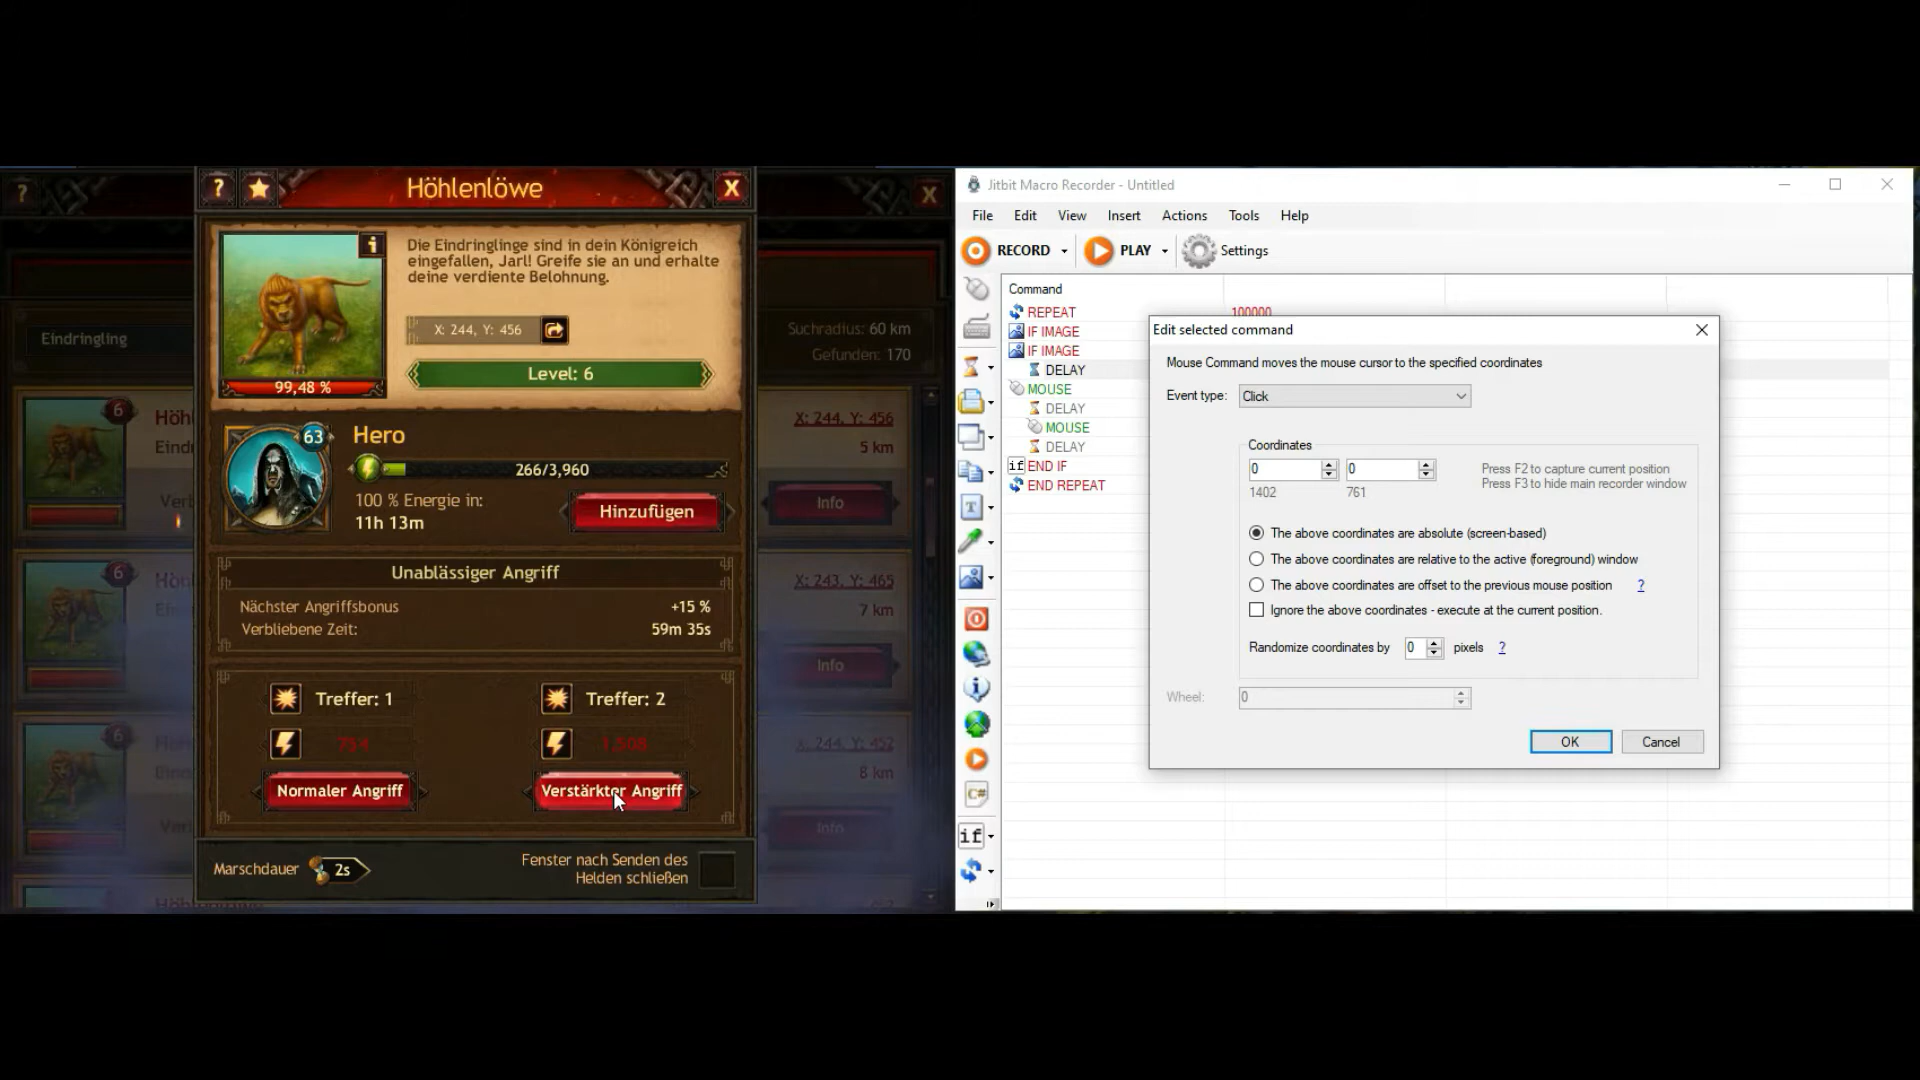 Höhlenlöwe
Die Eindringlinge sind in dein Königreich
eingefallen, Jarl! Greife sie an und erhalte
deine verdiente Belohnung.
X: 244, Y: 456
Level: 6
99,48 %
63
Hero
266/3,960
100 % Energie in:
11h 13m
Hinzufügen
Unablässiger Angriff
Nächster Angriffsbonus
+15 %
Verbliebene Zeit:
59m 35s
Treffer: 1
Treffer: 2
754
1,508
Normaler Angriff
Verstärkter Angriff
Marschdauer
2s
Fenster nach Senden des
Helden schließen
Eindringling
Suchradius: 60 km
Gefunden: 170
6
X: 244, Y: 456
5 km
Info
6
X: 243, Y: 465
7 km
Info
6
X: 244, Y: 452
8 km
Info
Jitbit Macro Recorder - Untitled
File Edit View Insert Actions Tools Help
RECORD PLAY Settings
Command
REPEAT 100000
IF IMAGE
IF IMAGE
DELAY
MOUSE
DELAY
MOUSE
DELAY
if END IF
END REPEAT
T
C#
if
Edit selected command
Mouse Command moves the mouse cursor to the specified coordinates
Event type: Click
Coordinates
0 0
1402 761
Press F2 to capture current position
Press F3 to hide main recorder window
The above coordinates are absolute (screen-based)
The above coordinates are relative to the active (foreground) window
The above coordinates are offset to the previous mouse position ?
Ignore the above coordinates - execute at the current position.
Randomize coordinates by 0 pixels ?
Wheel: 0
OK Cancel